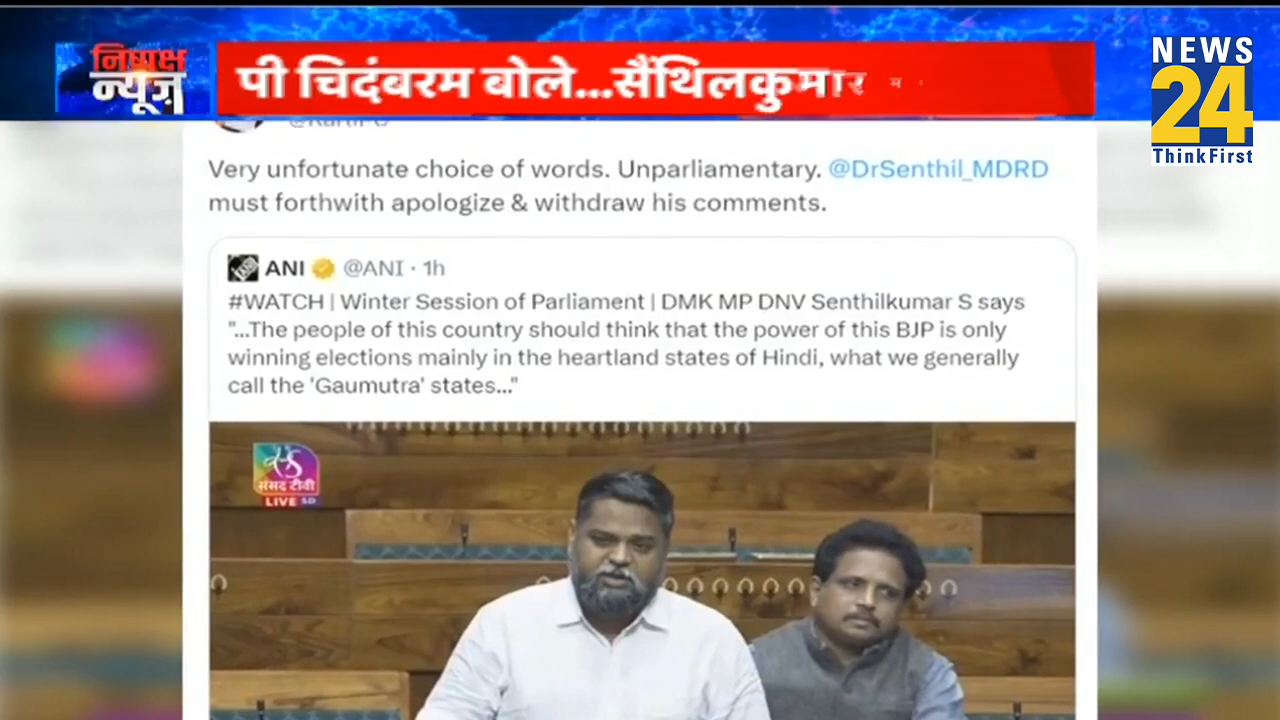 निष्पक्ष
न्यूज़
पी चिदंबरम बोले...सैंथिलकुमार
NEWS
24
ThinkFirst
Very unfortunate choice of words. Unparliamentary. @DrSenthil_MDRD
must forthwith apologize & withdraw his comments.
ANI @ANI · 1h
#WATCH | Winter Session of Parliament | DMK MP DNV Senthilkumar S says
"...The people of this country should think that the power of this BJP is only
winning elections mainly in the heartland states of Hindi, what we generally
call the 'Gaumutra' states..."
संसद टीवी
LIVE SD